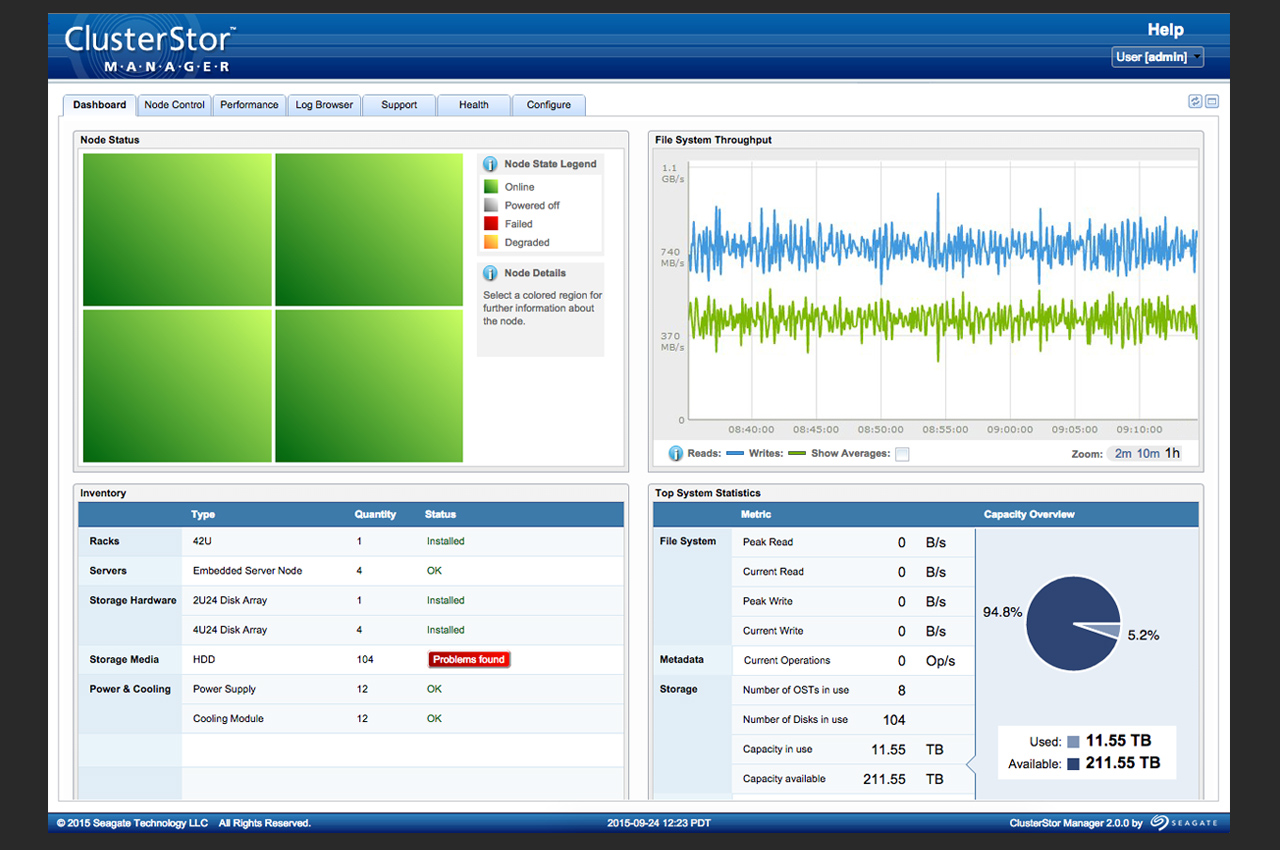 ClusterStor™
M·A·N·A·G·E·R
Help
User [admin]
Dashboard
Node Control
Performance
Log Browser
Support
Health
Configure
Node Status
Node State Legend
Online
Powered off
Failed
Degraded
Node Details
Select a colored region for
further information about
the node.
File System Throughput
1.1
GB/s
740
MB/s
370
MB/s
0
08:40:00 08:45:00 08:50:00 08:55:00 09:00:00 09:05:00 09:10:00
Reads: Writes: Show Averages:
Zoom: 2m 10m 1h
Inventory
Type Quantity Status
Racks 42U 1 Installed
Servers Embedded Server Node 4 OK
Storage Hardware 2U24 Disk Array 1 Installed
4U24 Disk Array 4 Installed
Storage Media HDD 104 Problems found
Power & Cooling Power Supply 12 OK
Cooling Module 12 OK
Top System Statistics
Metric Capacity Overview
File System Peak Read 0 B/s
Current Read 0 B/s
Peak Write 0 B/s
Current Write 0 B/s
Metadata Current Operations 0 Op/s
Storage Number of OSTs in use 8
Number of Disks in use 104
Capacity in use 11.55 TB
Capacity available 211.55 TB
94.8%
5.2%
Used: 11.55 TB
Available: 211.55 TB
© 2015 Seagate Technology LLC All Rights Reserved.
2015-09-24 12:23 PDT
ClusterStor Manager 2.0.0 by SEAGATE